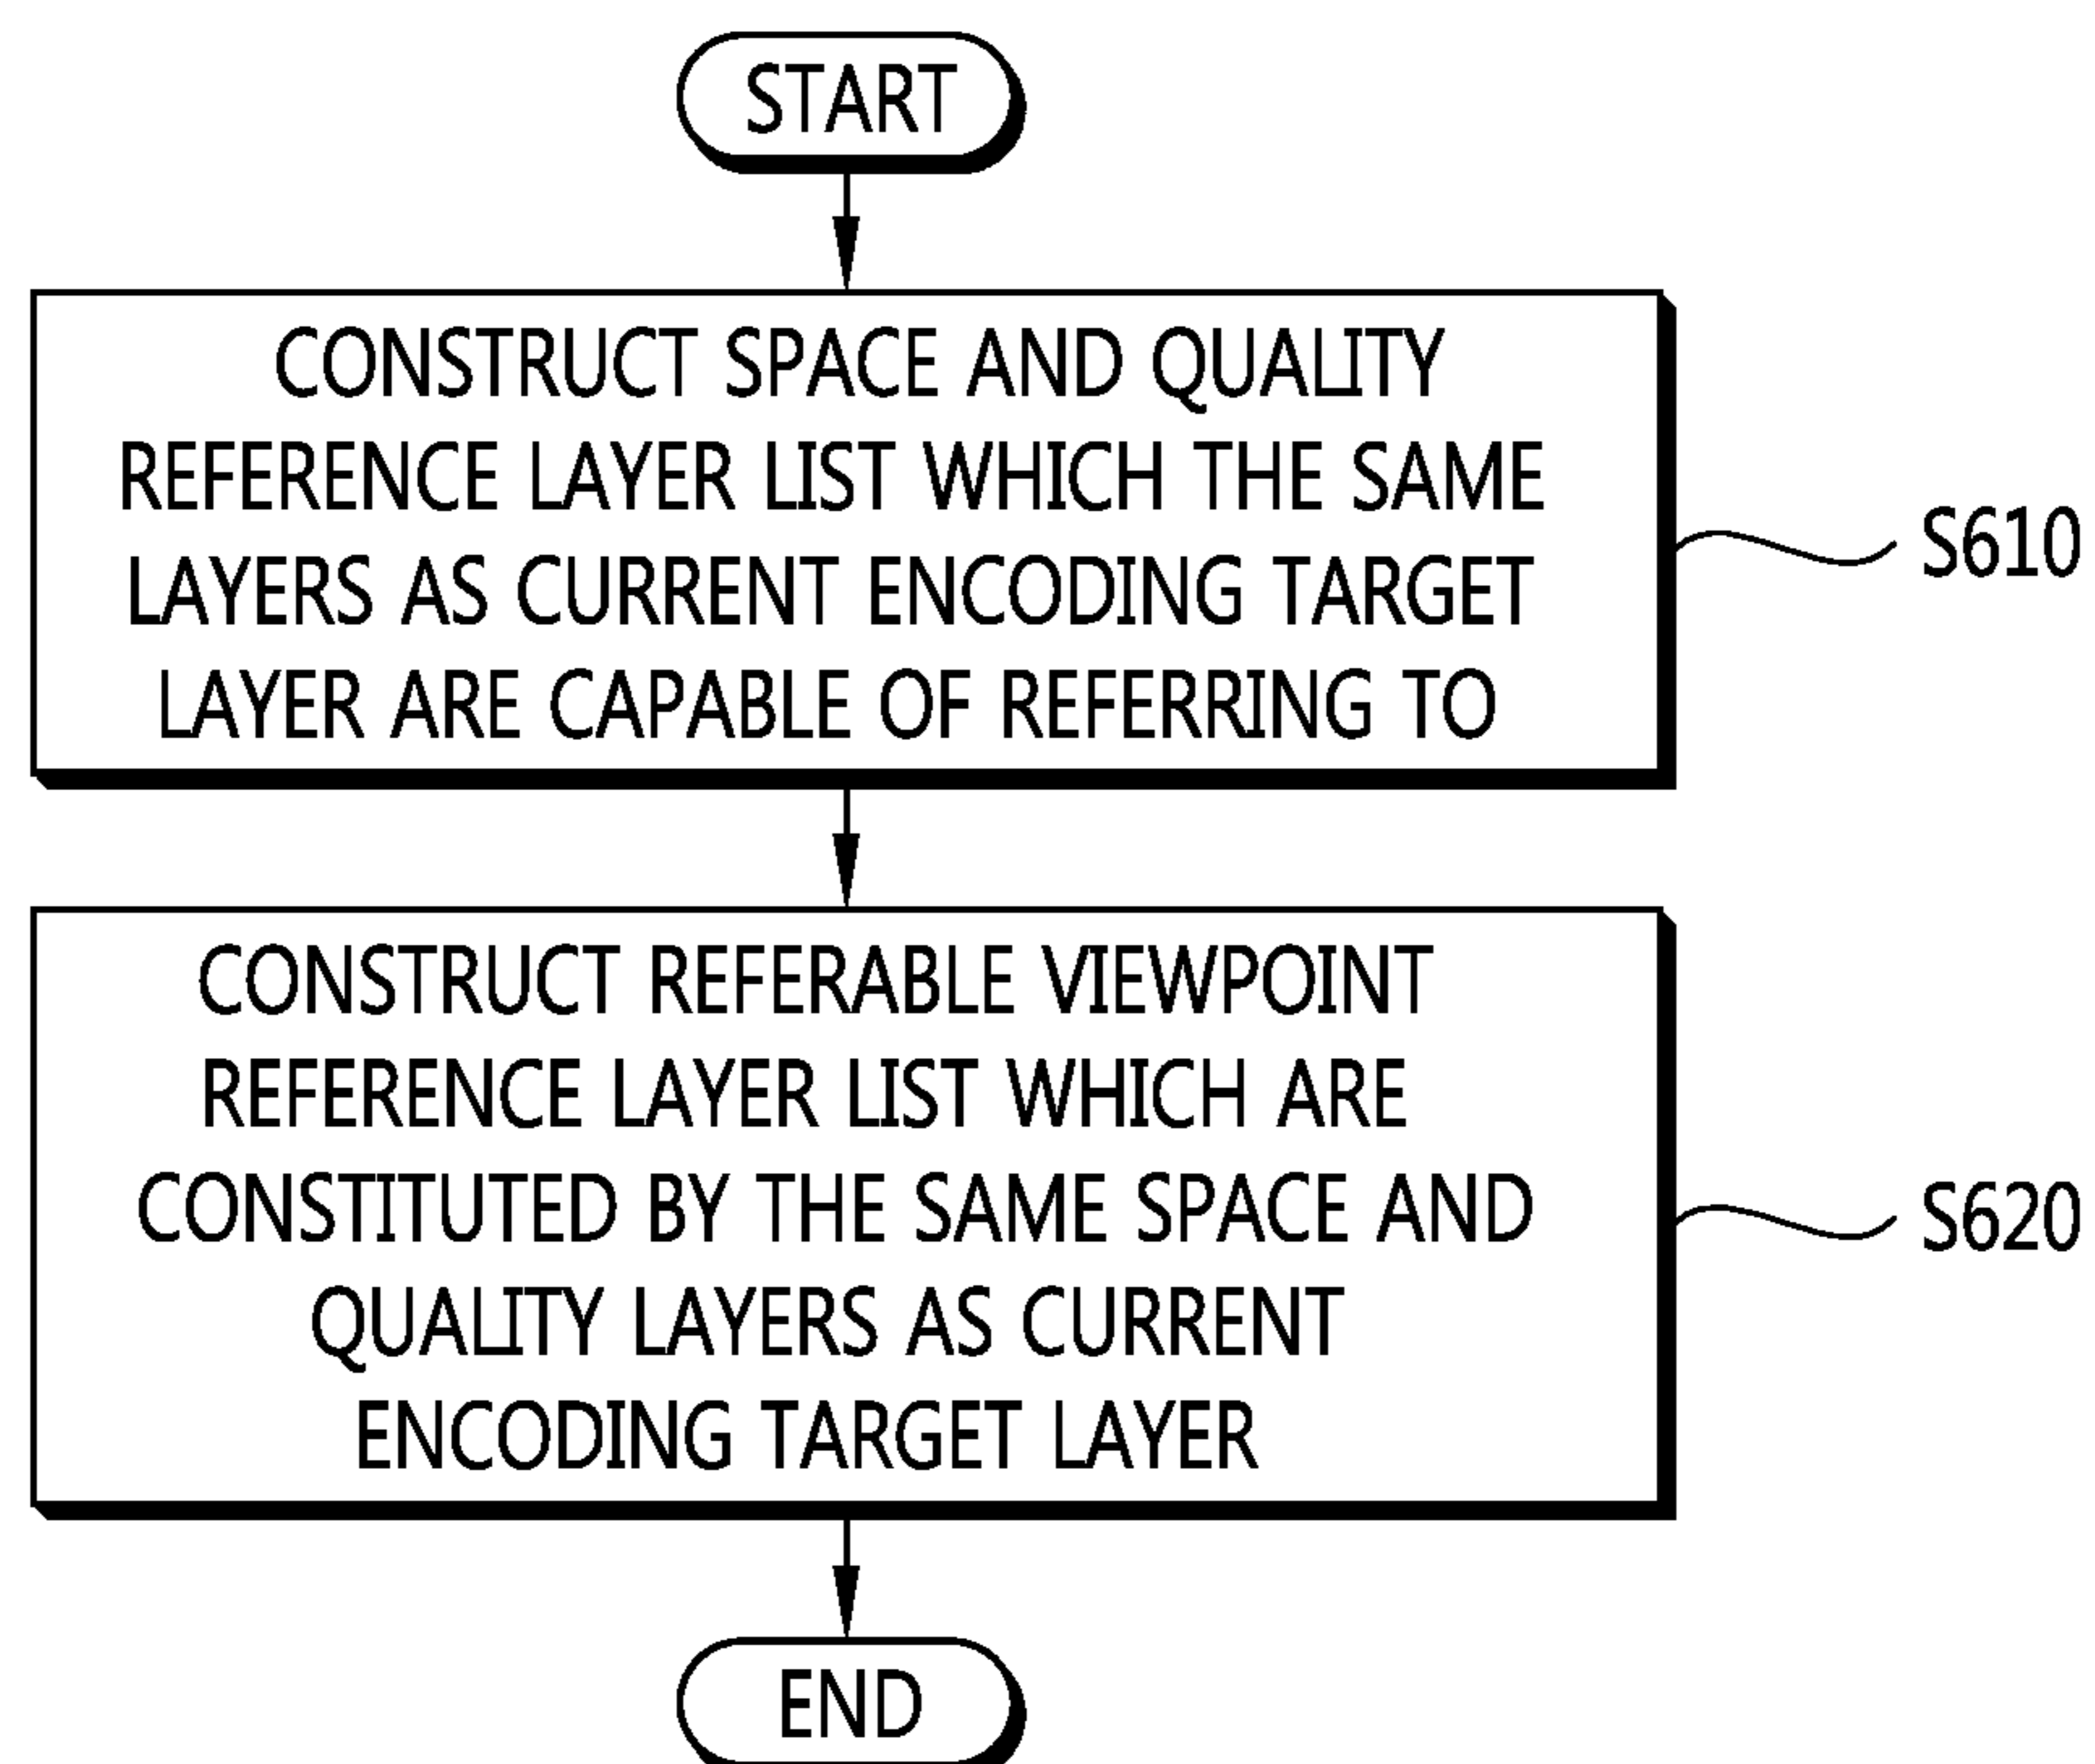 START
CONSTRUCT SPACE AND QUALITY
REFERENCE LAYER LIST WHICH THE SAME
LAYERS AS CURRENT ENCODING TARGET
LAYER ARE CAPABLE OF REFERRING TO
S610
CONSTRUCT REFERABLE VIEWPOINT
REFERENCE LAYER LIST WHICH ARE
CONSTITUTED BY THE SAME SPACE AND
QUALITY LAYERS AS CURRENT
ENCODING TARGET LAYER
S620
END